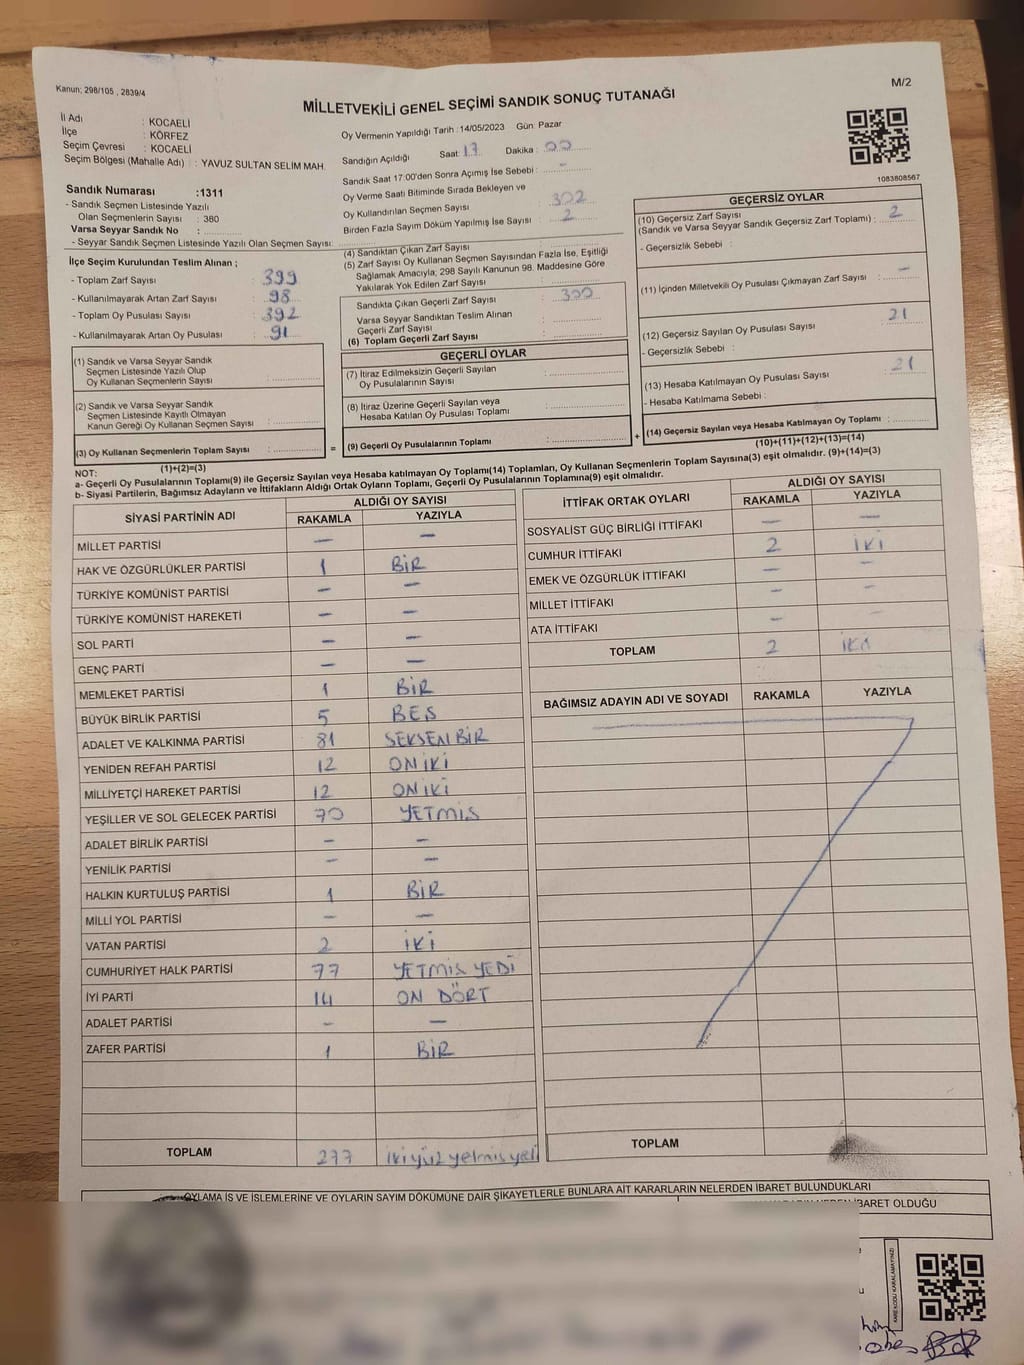 Kanun; 298/105 , 2839/4
M/2
MİLLETVEKİLİ GENEL SEÇİMİ SANDIK SONUÇ TUTANAĞI
İl Adı : KOCAELİ
İlçe : KÖRFEZ
Seçim Çevresi : KOCAELİ
Seçim Bölgesi (Mahalle Adı) : YAVUZ SULTAN SELİM MAH.
Sandık Numarası :1311
- Sandık Seçmen Listesinde Yazılı
Olan Seçmenlerin Sayısı : 380
Varsa Seyyar Sandık No :
- Seyyar Sandık Seçmen Listesinde Yazılı Olan Seçmen Sayısı:
Oy Vermenin Yapıldığı Tarih :14/05/2023 Gün: Pazar
Sandığın Açıldığı Saat: 17 Dakika : 00
Sandık Saat 17:00'den Sonra Açımış İse Sebebi : -
Oy Verme Saati Bitiminde Sırada Bekleyen ve
Oy Kullandırılan Seçmen Sayısı 302
Birden Fazla Sayım Döküm Yapılmış İse Sayısı 2
1083808567
İlçe Seçim Kurulundan Teslim Alınan ;
- Toplam Zarf Sayısı : 399
- Kullanılmayarak Artan Zarf Sayısı : 98
- Toplam Oy Pusulası Sayısı : 392
- Kullanılmayarak Artan Oy Pusulası : 91
(4) Sandıktan Çıkan Zarf Sayısı
(5) Zarf Sayısı Oy Kullanan Seçmen Sayısından Fazla İse, Eşitliği
Sağlamak Amacıyla; 298 Sayılı Kanunun 98. Maddesine Göre
Yakılarak Yok Edilen Zarf Sayısı :
Sandıkta Çıkan Geçerli Zarf Sayısı : 300
Varsa Seyyar Sandıktan Teslim Alınan
Geçerli Zarf Sayısı :
(6) Toplam Geçerli Zarf Sayısı :
GEÇERSİZ OYLAR
(10) Geçersiz Zarf Sayısı
(Sandık ve Varsa Seyyar Sandık Geçersiz Zarf Toplamı) : 2
- Geçersizlik Sebebi :
(11) İçinden Milletvekili Oy Pusulası Çıkmayan Zarf Sayısı : -
(12) Geçersiz Sayılan Oy Pusulası Sayısı : 21
- Geçersizlik Sebebi :
(13) Hesaba Katılmayan Oy Pusulası Sayısı : 21
- Hesaba Katılmama Sebebi :
(14) Geçersiz Sayılan veya Hesaba Katılmayan Oy Toplamı :
(10)+(11)+(12)+(13)=(14)
(1) Sandık ve Varsa Seyyar Sandık
Seçmen Listesinde Yazılı Olup
Oy Kullanan Seçmenlerin Sayısı :
(2) Sandık ve Varsa Seyyar Sandık
Seçmen Listesinde Kayıtlı Olmayan
Kanun Gereği Oy Kullanan Seçmen Sayısı :
(3) Oy Kullanan Seçmenlerin Toplam Sayısı :
(1)+(2)=(3)
=
GEÇERLİ OYLAR
(7) İtiraz Edilmeksizin Geçerli Sayılan
Oy Pusulalarının Sayısı :
(8) İtiraz Üzerine Geçerli Sayılan veya
Hesaba Katılan Oy Pusulası Toplamı :
(9) Geçerli Oy Pusulalarının Toplamı :
+
NOT:
a- Geçerli Oy Pusulalarının Toplamı(9) ile Geçersiz Sayılan veya Hesaba katılmayan Oy Toplamı(14) Toplamları, Oy Kullanan Seçmenlerin Toplam Sayısına(3) eşit olmalıdır. (9)+(14)=(3)
b- Siyasi Partilerin, Bağımsız Adayların ve İttifakların Aldığı Ortak Oyların Toplamı, Geçerli Oy Pusulalarının Toplamına(9) eşit olmalıdır.
SİYASİ PARTİNİN ADI ALDIĞI OY SAYISI
RAKAMLA YAZIYLA
MİLLET PARTİSİ - -
HAK VE ÖZGÜRLÜKLER PARTİSİ 1 BİR
TÜRKİYE KOMÜNİST PARTİSİ - -
TÜRKİYE KOMÜNİST HAREKETİ - -
SOL PARTİ - -
GENÇ PARTİ - -
MEMLEKET PARTİSİ 1 BİR
BÜYÜK BİRLİK PARTİSİ 5 BES
ADALET VE KALKINMA PARTİSİ 81 SEKSEN BİR
YENİDEN REFAH PARTİSİ 12 ON İKİ
MİLLİYETÇİ HAREKET PARTİSİ 12 ON İKİ
YEŞİLLER VE SOL GELECEK PARTİSİ 70 YETMİS
ADALET BİRLİK PARTİSİ - -
YENİLİK PARTİSİ - -
HALKIN KURTULUŞ PARTİSİ 1 BİR
MİLLİ YOL PARTİSİ - -
VATAN PARTİSİ 2 İKİ
CUMHURİYET HALK PARTİSİ 77 YETMİS YEDİ
İYİ PARTİ 14 ON DÖRT
ADALET PARTİSİ - -
ZAFER PARTİSİ 1 BİR
TOPLAM 277 ikiyüz yetmis yedi
İTTİFAK ORTAK OYLARI ALDIĞI OY SAYISI
RAKAMLA YAZIYLA
SOSYALİST GÜÇ BİRLİĞİ İTTİFAKI - -
CUMHUR İTTİFAKI 2 İKİ
EMEK VE ÖZGÜRLÜK İTTİFAKI - -
MİLLET İTTİFAKI - -
ATA İTTİFAKI - -
TOPLAM 2 İKİ
BAĞIMSIZ ADAYIN ADI VE SOYADI RAKAMLA YAZIYLA
TOPLAM
OYLAMA İŞ VE İŞLEMLERİNE VE OYLARIN SAYIM DÖKÜMÜNE DAİR ŞİKAYETLERLE BUNLARA AİT KARARLARIN NELERDEN İBARET BULUNDUKLARI
İBARET OLDUĞU
KARE KODU KARALAMAYINIZ!